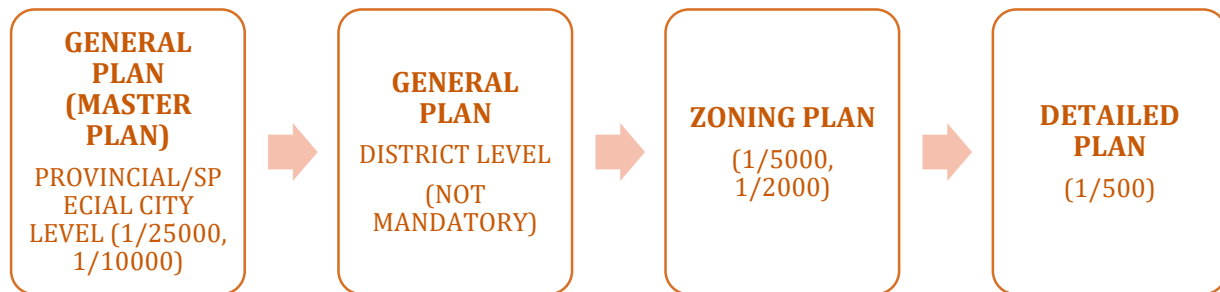 GENERAL
PLAN
(MASTER
PLAN)
PROVINCIAL/SP
ECIAL CITY
LEVEL (1/25000,
1/10000)
GENERAL
PLAN
DISTRICT LEVEL
(NOT
MANDATORY)
ZONING PLAN
(1/5000,
1/2000)
DETAILED
PLAN
(1/500)